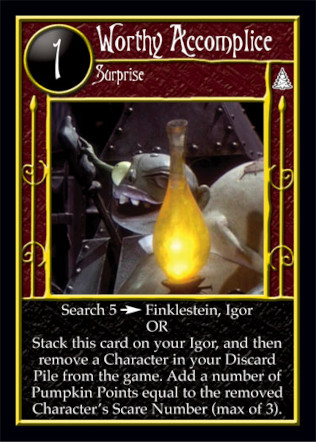 1
Worthy Accomplice
Surprise
Search 5 → Finklestein, Igor
OR
Stack this card on your Igor, and then
remove a Character in your Discard
Pile from the game. Add a number of
Pumpkin Points equal to the removed
Character's Scare Number (max of 3).